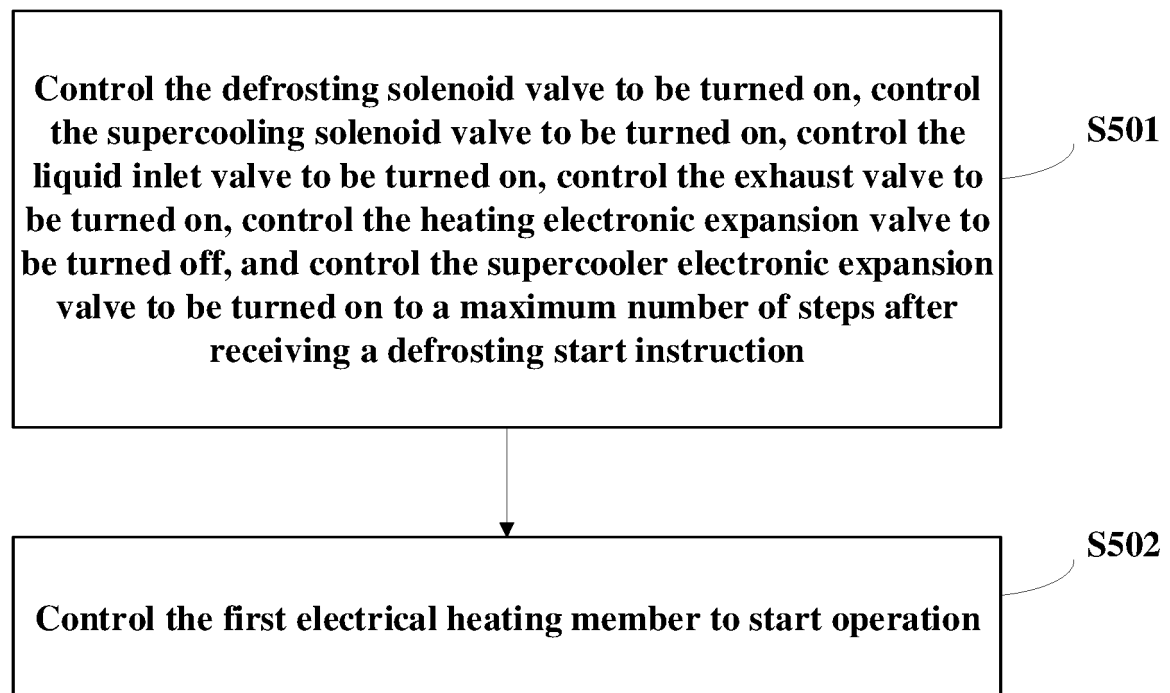 Control the defrosting solenoid valve to be turned on, control
the supercooling solenoid valve to be turned on, control the
liquid inlet valve to be turned on, control the exhaust valve to
be turned on, control the heating electronic expansion valve to
be turned off, and control the supercooler electronic expansion
valve to be turned on to a maximum number of steps after
receiving a defrosting start instruction
S501
Control the first electrical heating member to start operation
S502